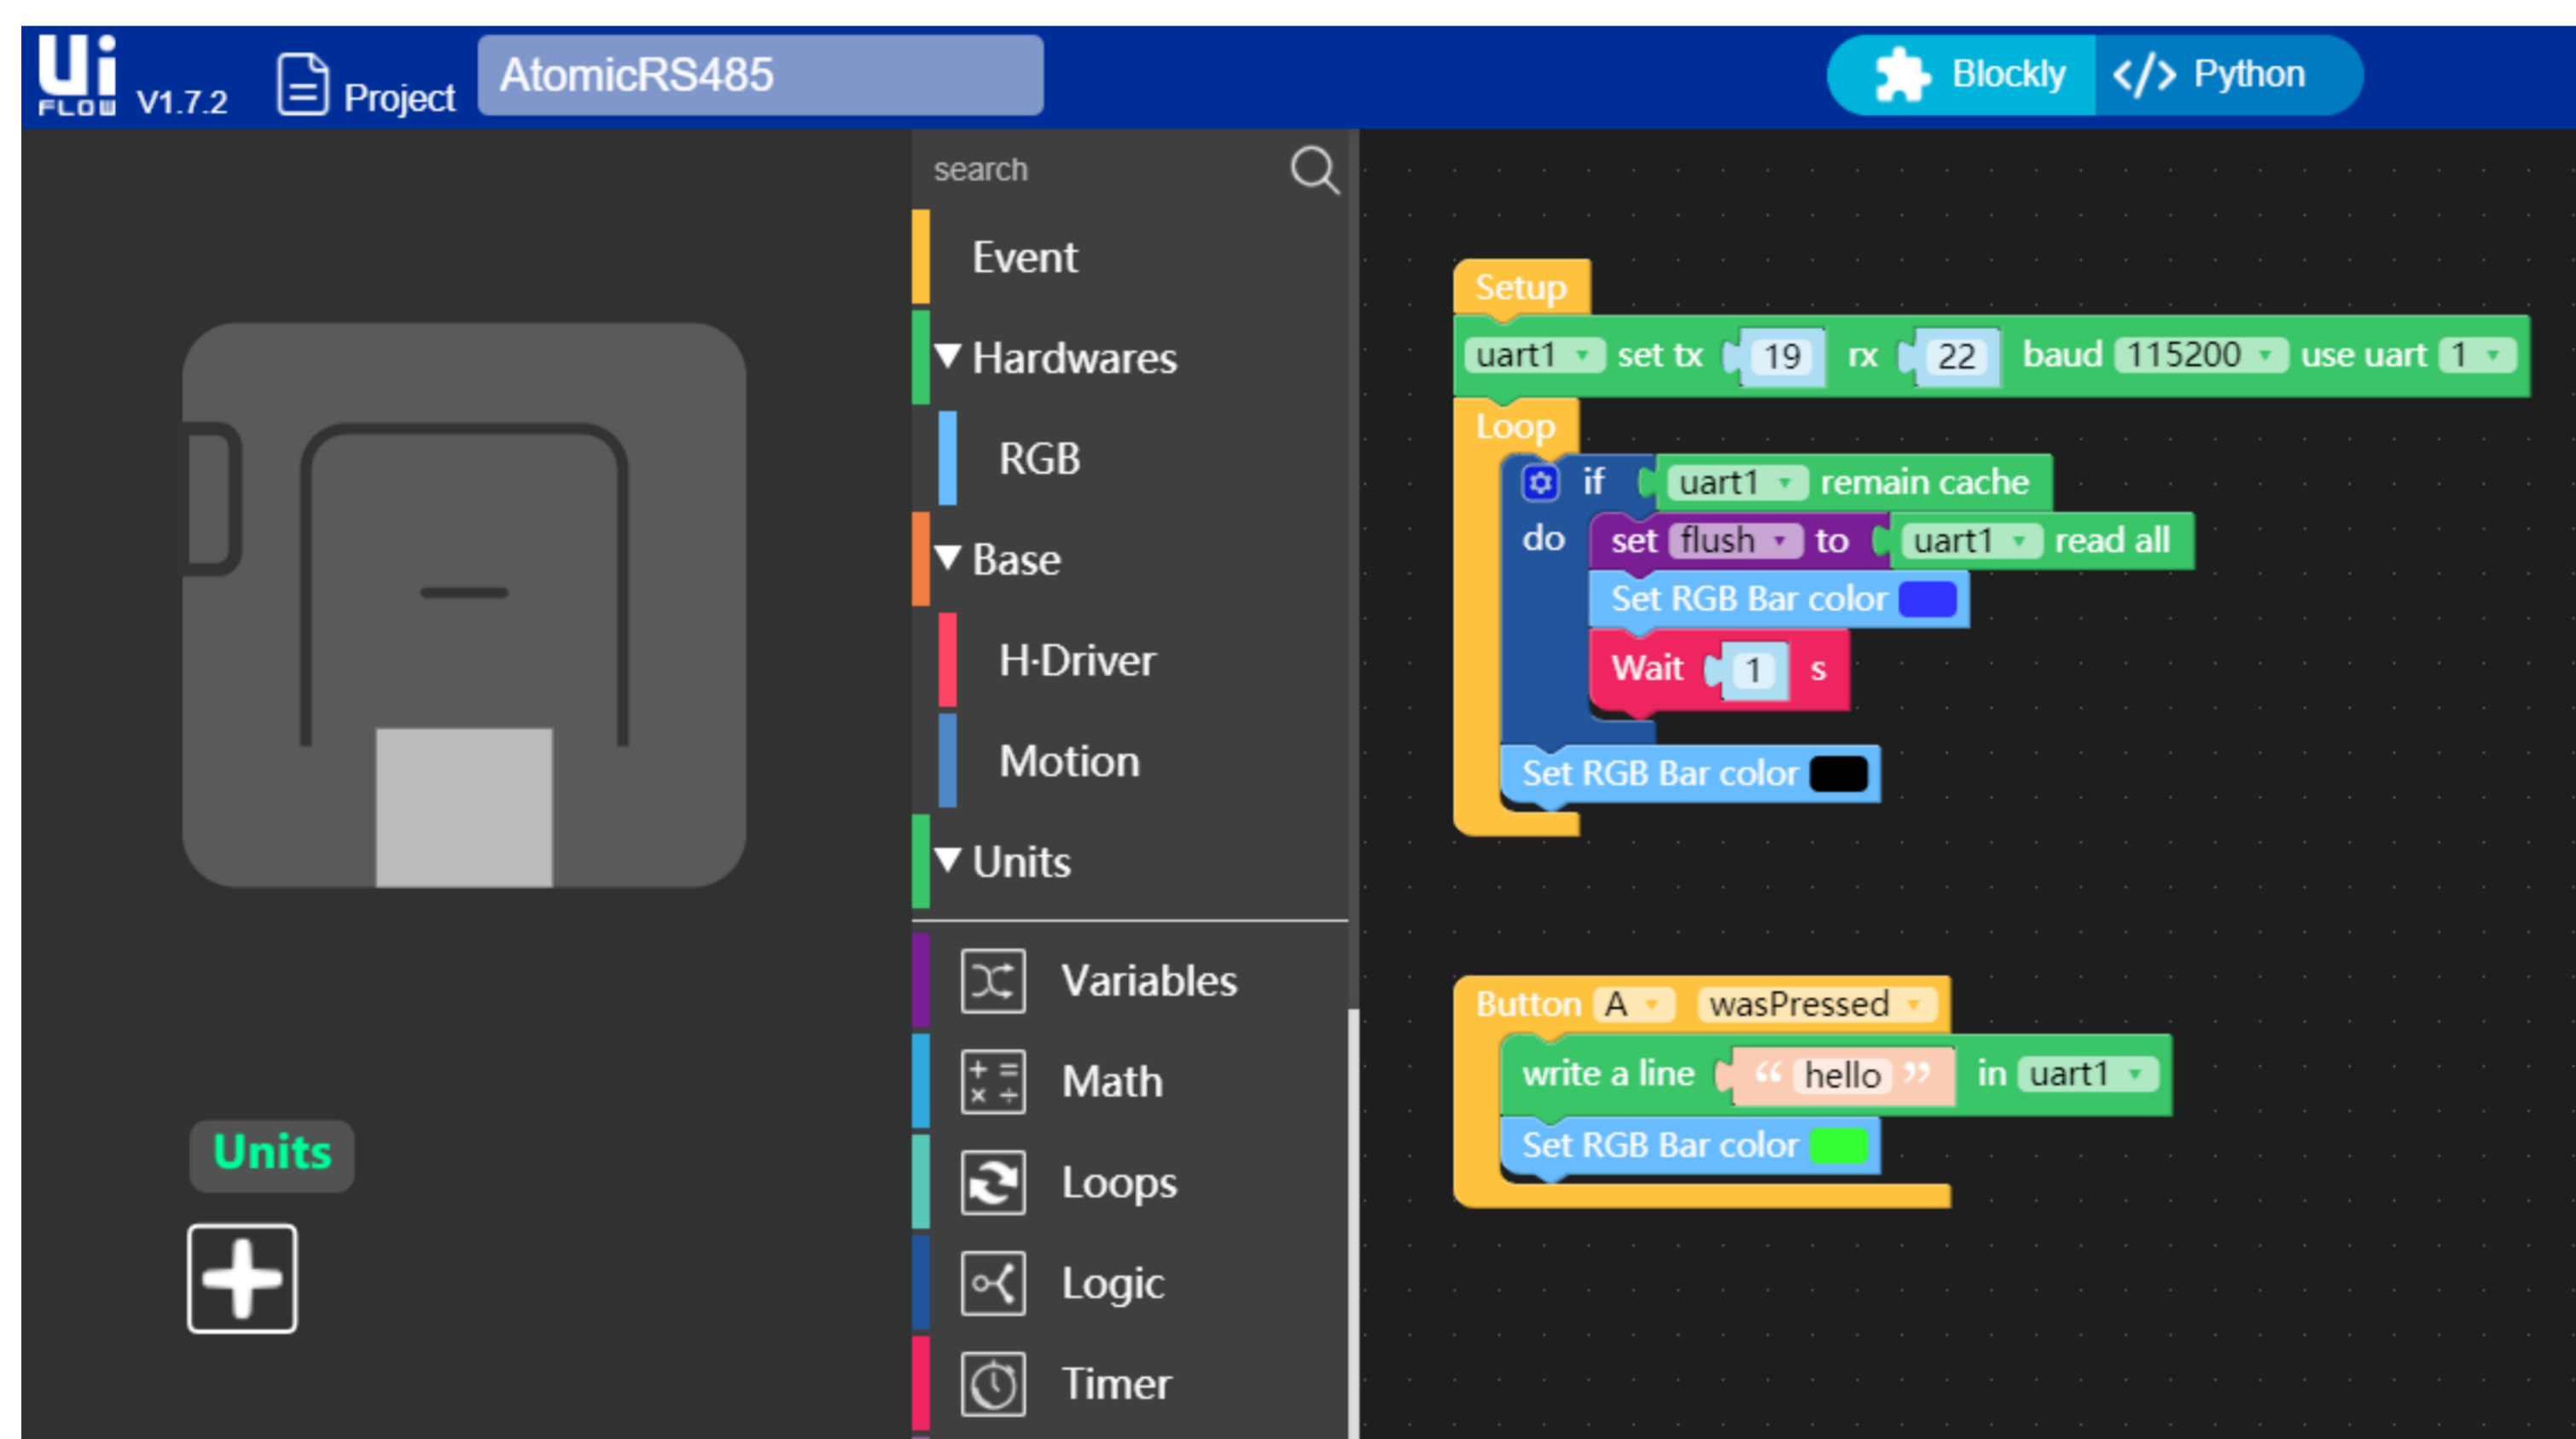 Ui FLOW V1.7.2 Project AtomicRS485 Blockly </> Python
search
Event
Hardwares
RGB
Base
H·Driver
Motion
Units
Variables
Math
Loops
Logic
Timer
Units
Setup
uart1 set tx 19 rx 22 baud 115200 use uart 1
Loop
if uart1 remain cache
do set flush to uart1 read all
Set RGB Bar color
Wait 1 s
Set RGB Bar color
Button A wasPressed
write a line “ hello ” in uart1
Set RGB Bar color